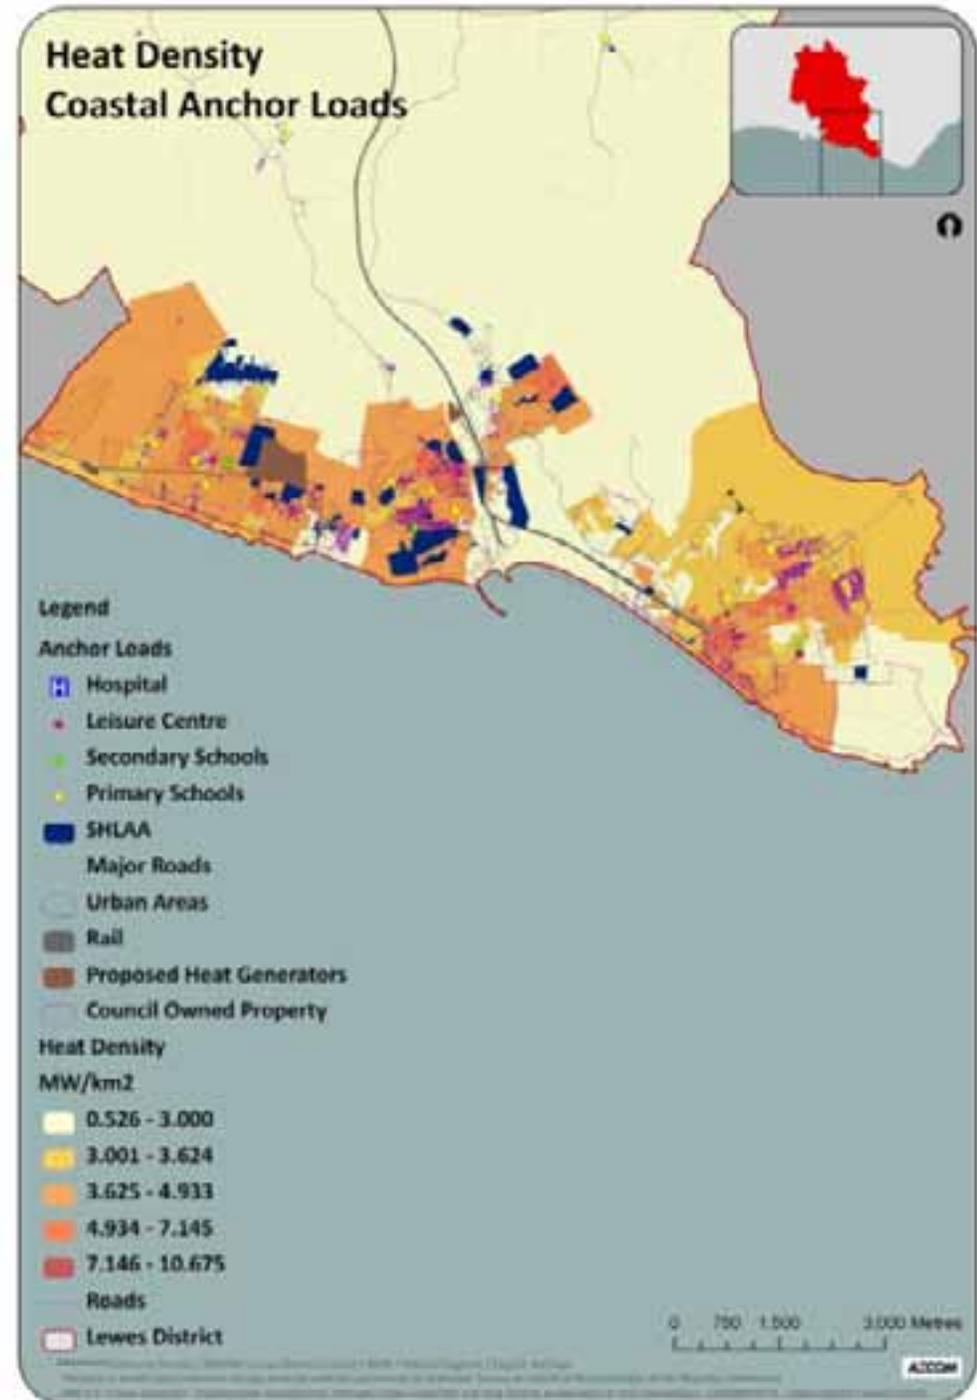 Heat Density
Coastal Anchor Loads
Legend
Anchor Loads
H Hospital
Leisure Centre
Secondary Schools
Primary Schools
SHLAA
Major Roads
Urban Areas
Rail
Proposed Heat Generators
Council Owned Property
Heat Density
MW/km2
0.526 - 3.000
3.001 - 3.624
3.625 - 4.933
4.934 - 7.145
7.146 - 10.675
Roads
Lewes District
0 750 1.500 3.000 Metres
AECOM